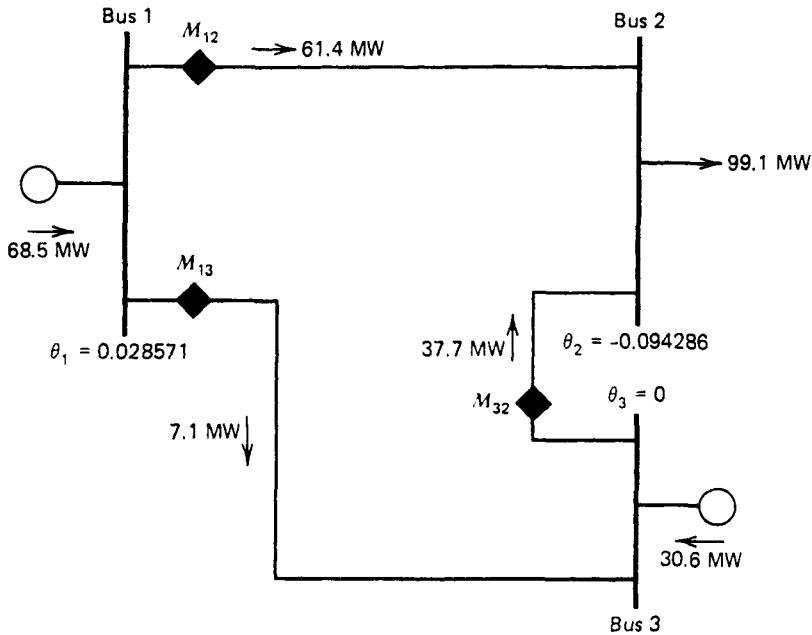 Bus 1
M₁₂
61.4 MW
Bus 2
99.1 MW
68.5 MW
M₁₃
θ₁ = 0.028571
37.7 MW
θ₂ = -0.094286
θ₃ = 0
M₃₂
7.1 MW
30.6 MW
Bus 3